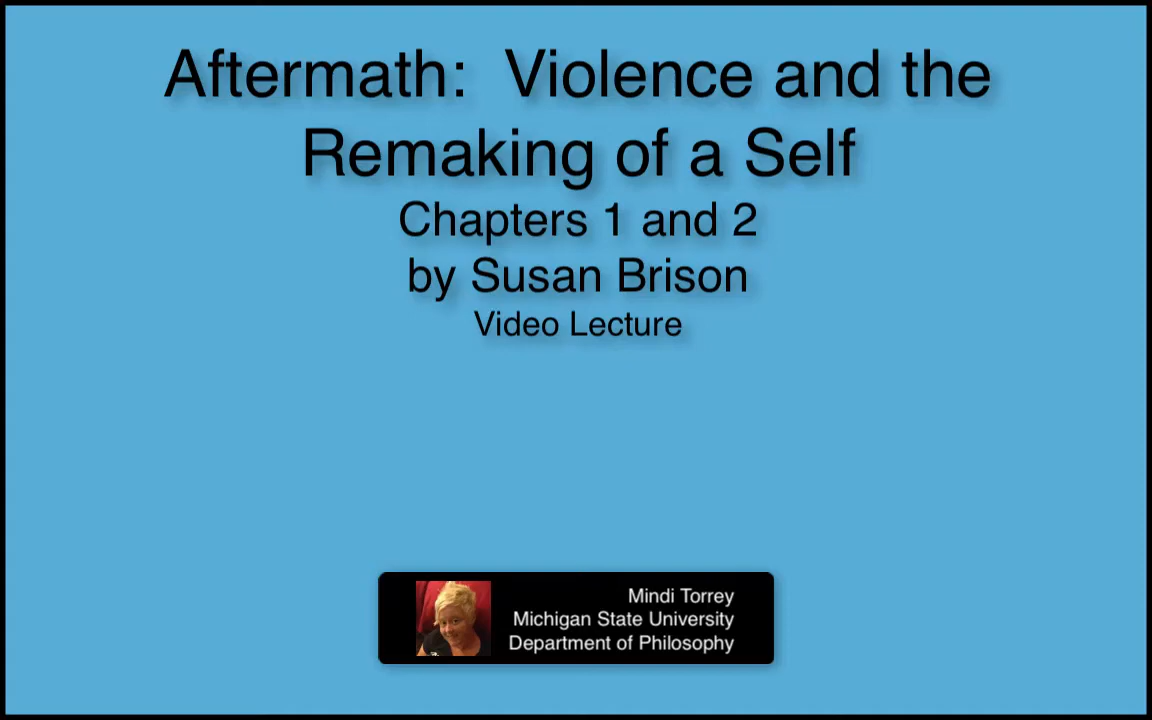 Aftermath:  Violence and the
Remaking of a Self
Chapters 1 and 2
by Susan Brison
Video Lecture
Mindi Torrey
Michigan State University
Department of Philosophy